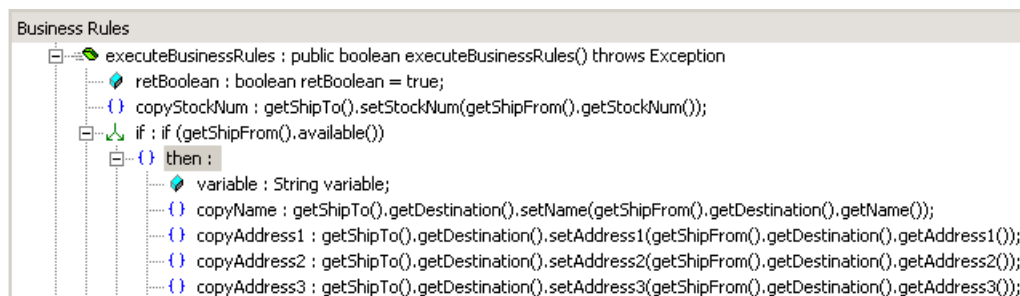 Business Rules
executeBusinessRules : public boolean executeBusinessRules() throws Exception
retBoolean : boolean retBoolean = true;
{ } copyStockNum : getShipTo().setStockNum(getShipFrom().getStockNum());
if : if (getShipFrom().available())
{ } then :
variable : String variable;
{ } copyName : getShipTo().getDestination().setName(getShipFrom().getDestination().getName());
{ } copyAddress1 : getShipTo().getDestination().setAddress1(getShipFrom().getDestination().getAddress1());
{ } copyAddress2 : getShipTo().getDestination().setAddress2(getShipFrom().getDestination().getAddress2());
{ } copyAddress3 : getShipTo().getDestination().setAddress3(getShipFrom().getDestination().getAddress3());